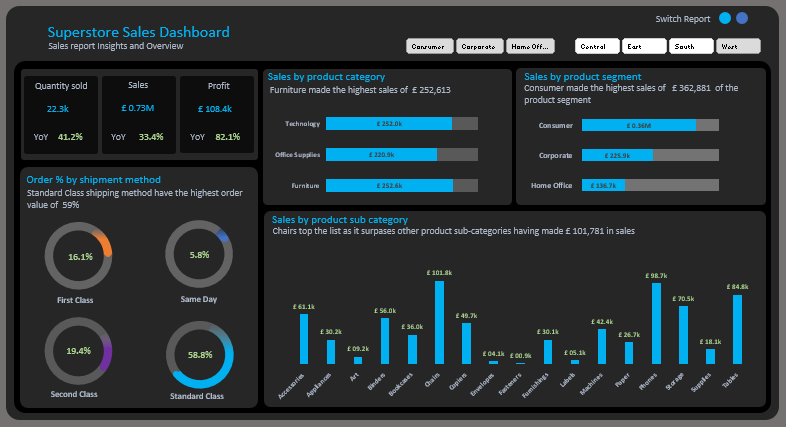 Superstore Sales Dashboard
Sales report Insights and Overview
Switch Report
Consumer Corporate Home Off...
Central East South West
Quantity sold
22.3k
YoY 41.2%
Sales
£ 0.73M
YoY 33.4%
Profit
£ 108.4k
YoY 82.1%
Sales by product category
Furniture made the highest sales of £ 252,613
Technology £ 252.0k
Office Supplies £ 220.9k
Furniture £ 252.6k
Sales by product segment
Consumer made the highest sales of £ 362,881 of the
product segment
Consumer £ 0.36M
Corporate £ 225.9k
Home Office £ 136.7k
Order % by shipment method
Standard Class shipping method have the highest order
value of 59%
16.1%
First Class
5.8%
Same Day
19.4%
Second Class
58.8%
Standard Class
Sales by product sub category
Chairs top the list as it surpases other product sub-categories having made £ 101,781 in sales
£ 61.1k £ 30.2k £ 09.2k £ 56.0k £ 36.0k £ 101.8k £ 49.7k £ 04.1k £ 00.9k £ 30.1k £ 05.1k £ 42.4k £ 26.7k £ 98.7k £ 70.5k £ 18.1k £ 84.8k
Accessories Appliances Art Binders Bookcases Chairs Copiers Envelopes Fasteners Furnishings Labels Machines Paper Phones Storage Supplies Tables